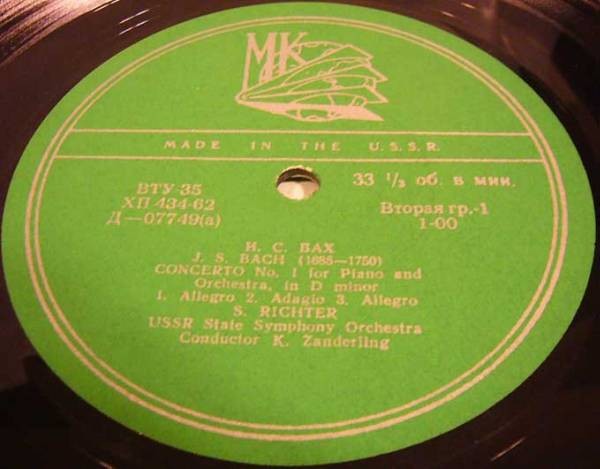 МК
MADE IN THE U.S.S.R.
ВТУ-35
ХП 434-62
Д—07749(а)
33 1/3 об. в мин.
Вторая гр.-1
1-00
И. С. БАХ
J. S. BACH (1685—1750)
CONCERTO No. 1 for Piano and
Orchestra, in D minor
1. Allegro 2. Adagio 3. Allegro
S. RICHTER
USSR State Symphony Orchestra
Conductor K. Zanderling